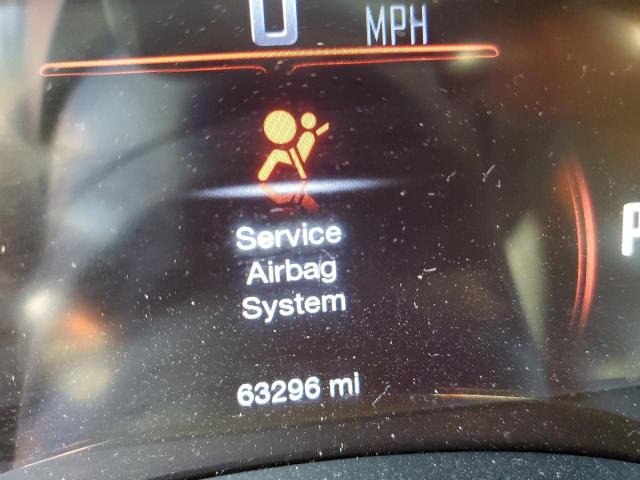 0 MPH
P
Service
Airbag
System
63296 mi